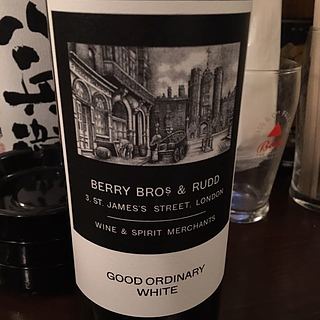 BERRY BROS & RUDD
3, ST. JAMES'S STREET, LONDON
WINE & SPIRIT MERCHANTS
GOOD ORDINARY
WHITE